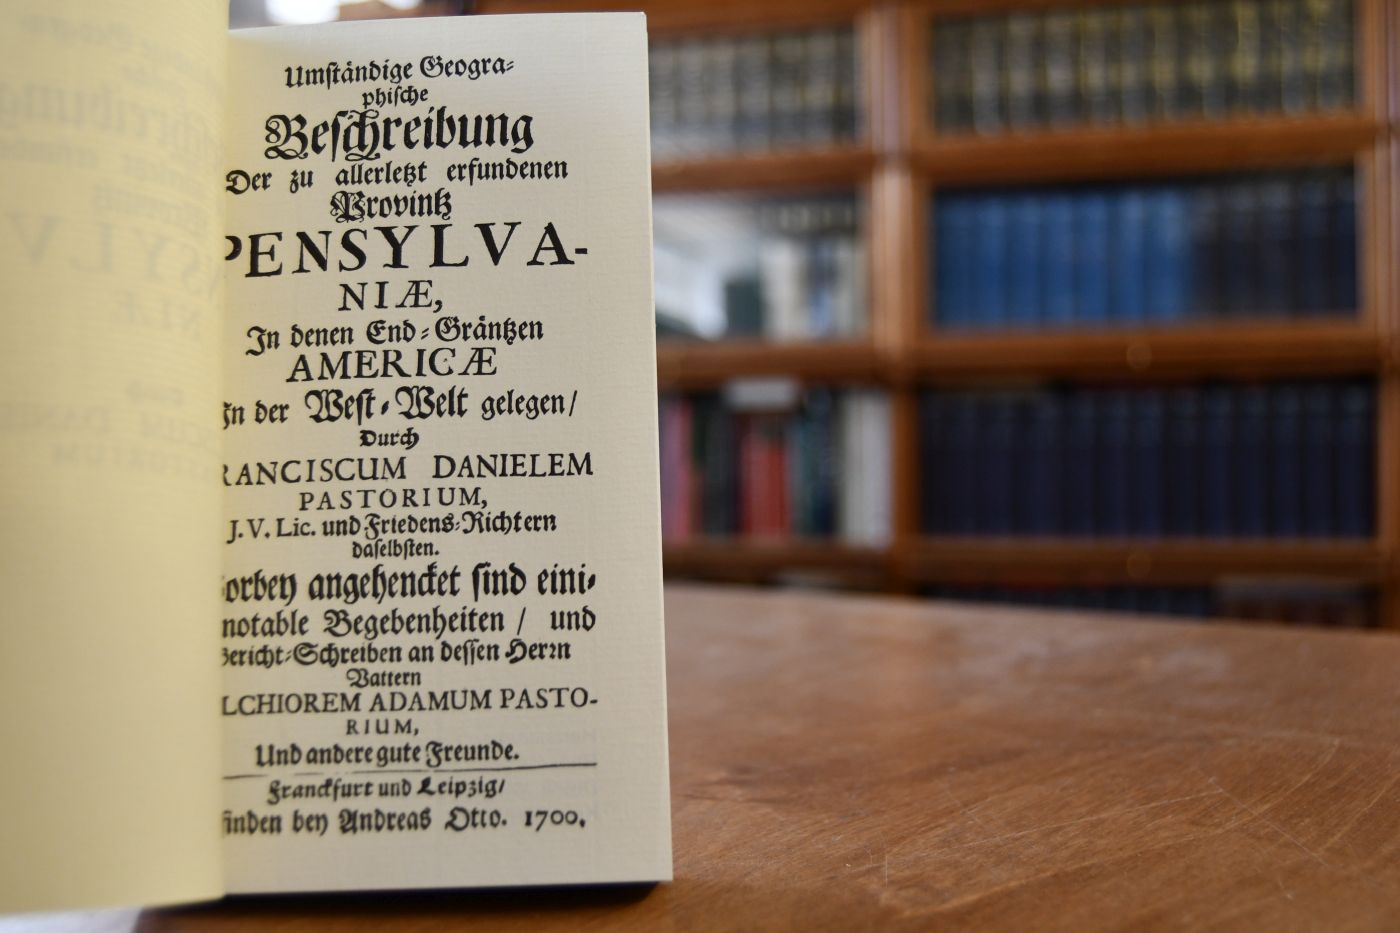 Umſtändige Geogra-
phiſche
Beſchreibung
Der zu allerletzt erfundenen
Provintz
PENSYLVA-
NIÆ,
In denen End-Gräntzen
AMERICÆ
In der Weſt-Welt gelegen/
Durch
RANCISCUM DANIELEM
PASTORIUM,
J.V. Lic. und Friedens-Richtern
daſelbſten.
orbey angehenckt ſind eini-
notable Begebenheiten / und
Bericht-Schreiben an deſſen Herrn
Vattern
LCHIOREM ADAMUM PASTO-
RIUM,
Und andere gute Freunde.
Franckfurt und Leipzig/
finden bey Andreas Otto. 1700.